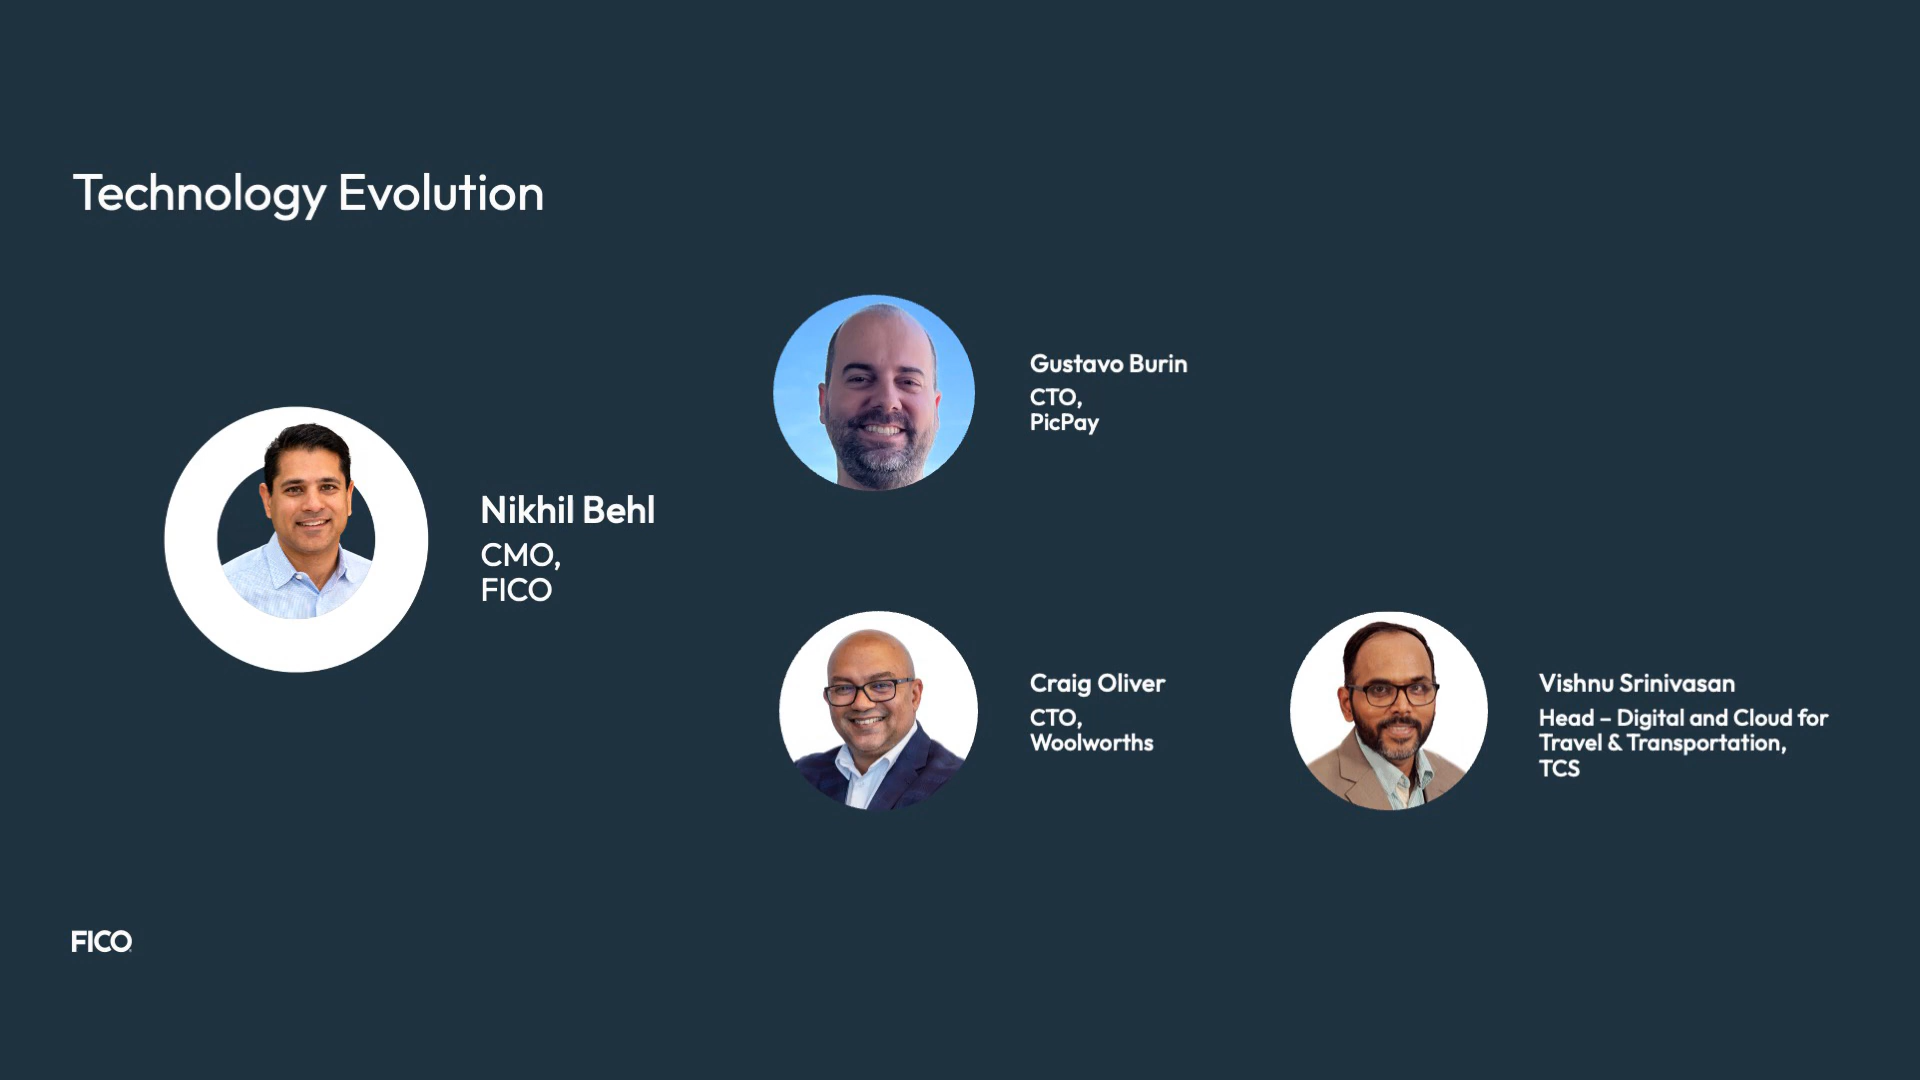 Technology Evolution
Nikhil Behl
CMO,
FICO
Gustavo Burin
CTO,
PicPay
Craig Oliver
CTO,
Woolworths
Vishnu Srinivasan
Head – Digital and Cloud for
Travel & Transportation,
TCS
FICO